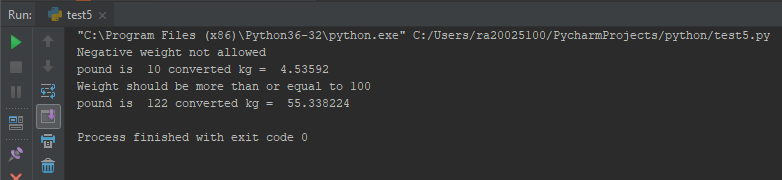 Run: test5
"C:\Program Files (x86)\Python36-32\python.exe" C:/Users/ra20025100/PycharmProjects/python/test5.py
Negative weight not allowed
pound is  10 converted kg =  4.53592
Weight should be more than or equal to 100
pound is  122 converted kg =  55.338224
Process finished with exit code 0